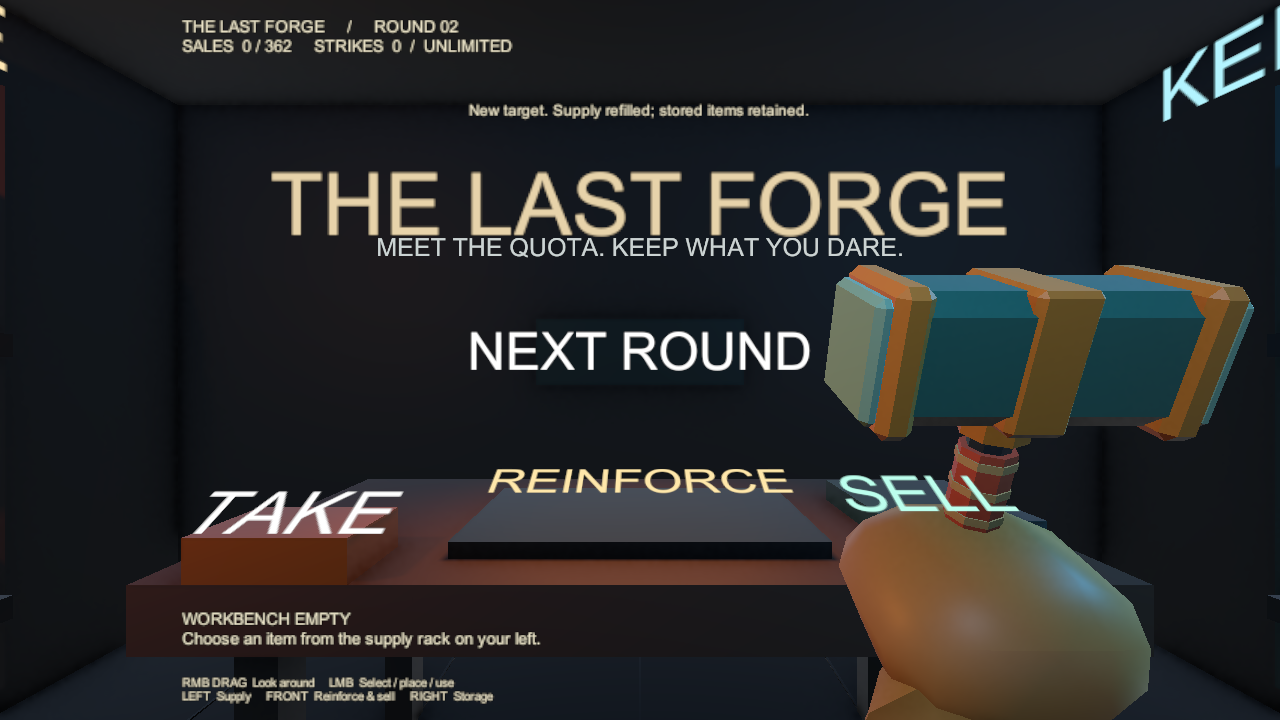 THE LAST FORGE / ROUND 02
SALES 0 / 362 STRIKES 0 / UNLIMITED
New target. Supply refilled; stored items retained.
THE LAST FORGE
MEET THE QUOTA. KEEP WHAT YOU DARE.
NEXT ROUND
TAKE
REINFORCE
SELL
WORKBENCH EMPTY
Choose an item from the supply rack on your left.
RMB DRAG Look around LMB Select / place / use
LEFT Supply FRONT Reinforce & sell RIGHT Storage